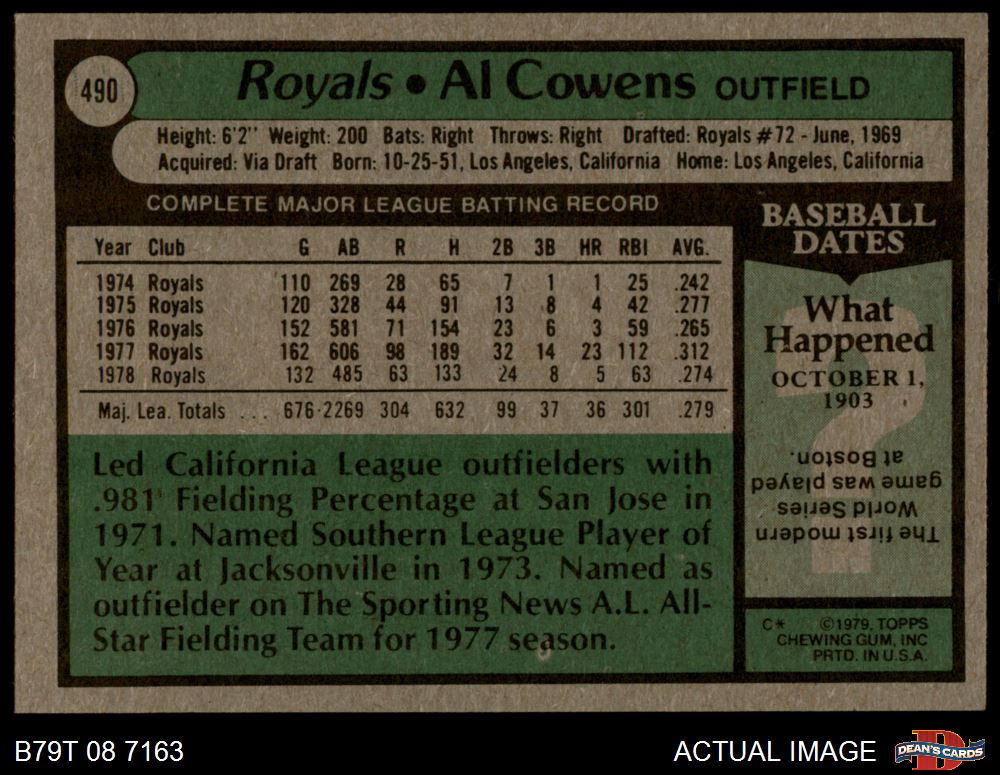 490
Royals • Al Cowens OUTFIELD
Height: 6'2" Weight: 200 Bats: Right Throws: Right Drafted: Royals #72 - June, 1969
Acquired: Via Draft Born: 10-25-51, Los Angeles, California Home: Los Angeles, California
COMPLETE MAJOR LEAGUE BATTING RECORD
Year Club G AB R H 2B 3B HR RBI AVG.
1974 Royals 110 269 28 65 7 1 1 25 .242
1975 Royals 120 328 44 91 13 8 4 42 .277
1976 Royals 152 581 71 154 23 6 3 59 .265
1977 Royals 162 606 98 189 32 14 23 112 .312
1978 Royals 132 485 63 133 24 8 5 63 .274
Maj. Lea. Totals ... 676 2269 304 632 99 37 36 301 .279
Led California League outfielders with
.981 Fielding Percentage at San Jose in
1971. Named Southern League Player of
Year at Jacksonville in 1973. Named as
outfielder on The Sporting News A.L. All-
Star Fielding Team for 1977 season.
BASEBALL
DATES
What
Happened
OCTOBER 1,
1903
The first modern
World Series
game was played
at Boston.
C* ©1979, TOPPS
CHEWING GUM, INC
PRTD. IN U.S.A.
B79T 08 7163
ACTUAL IMAGE
DEAN'S CARDS